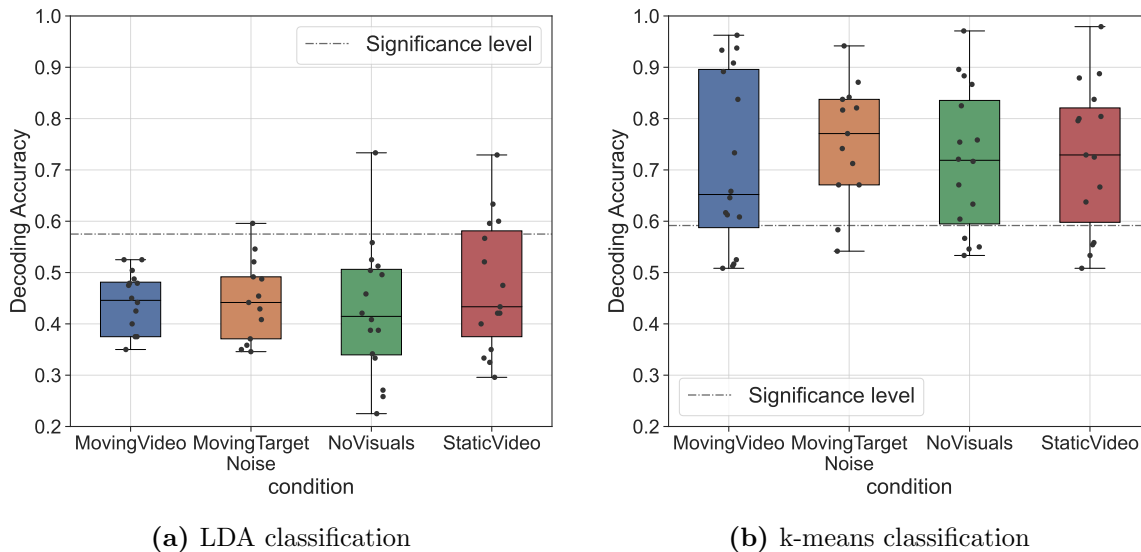 1.0
0.9
0.8
0.7
0.6
0.5
0.4
0.3
0.2
Decoding Accuracy
Significance level
MovingVideo MovingTarget NoVisuals StaticVideo
Noise
condition
(a) LDA classification
1.0
0.9
0.8
0.7
0.6
0.5
0.4
0.3
0.2
Decoding Accuracy
Significance level
MovingVideo MovingTarget NoVisuals StaticVideo
Noise
condition
(b) k-means classification